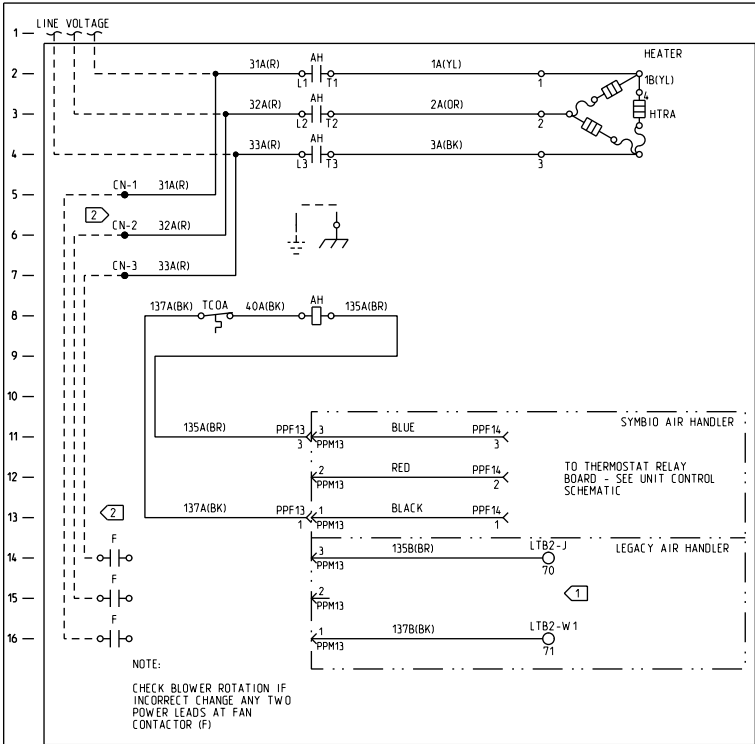 LINE VOLTAGE
1
HEATER
2 31A(R) AH 1A(YL) 1B(YL)
L1 T1 1 4
3 32A(R) AH 2A(OR) HTRA
L2 T2 2
4 33A(R) AH 3A(BK)
L3 T3 3
5 CN-1 31A(R)
2
6 CN-2 32A(R)
7 CN-3 33A(R)
8 137A(BK) TCOA 40A(BK) AH 135A(BR)
9
10
SYMBIO AIR HANDLER
11 135A(BR) PPF13 3 BLUE PPF14
3 PPM13 3
12 2 RED PPF14
PPM13 2
TO THERMOSTAT RELAY
BOARD - SEE UNIT CONTROL
SCHEMATIC
13 2 137A(BK) PPF13 1 BLACK PPF14
1 PPM13 1
LEGACY AIR HANDLER
14 F 3 135B(BR) LTB2-J
PPM13 70
15 F 2 1
PPM13
16 F 1 137B(BK) LTB2-W1
PPM13 71
NOTE:
CHECK BLOWER ROTATION IF
INCORRECT CHANGE ANY TWO
POWER LEADS AT FAN
CONTACTOR (F)